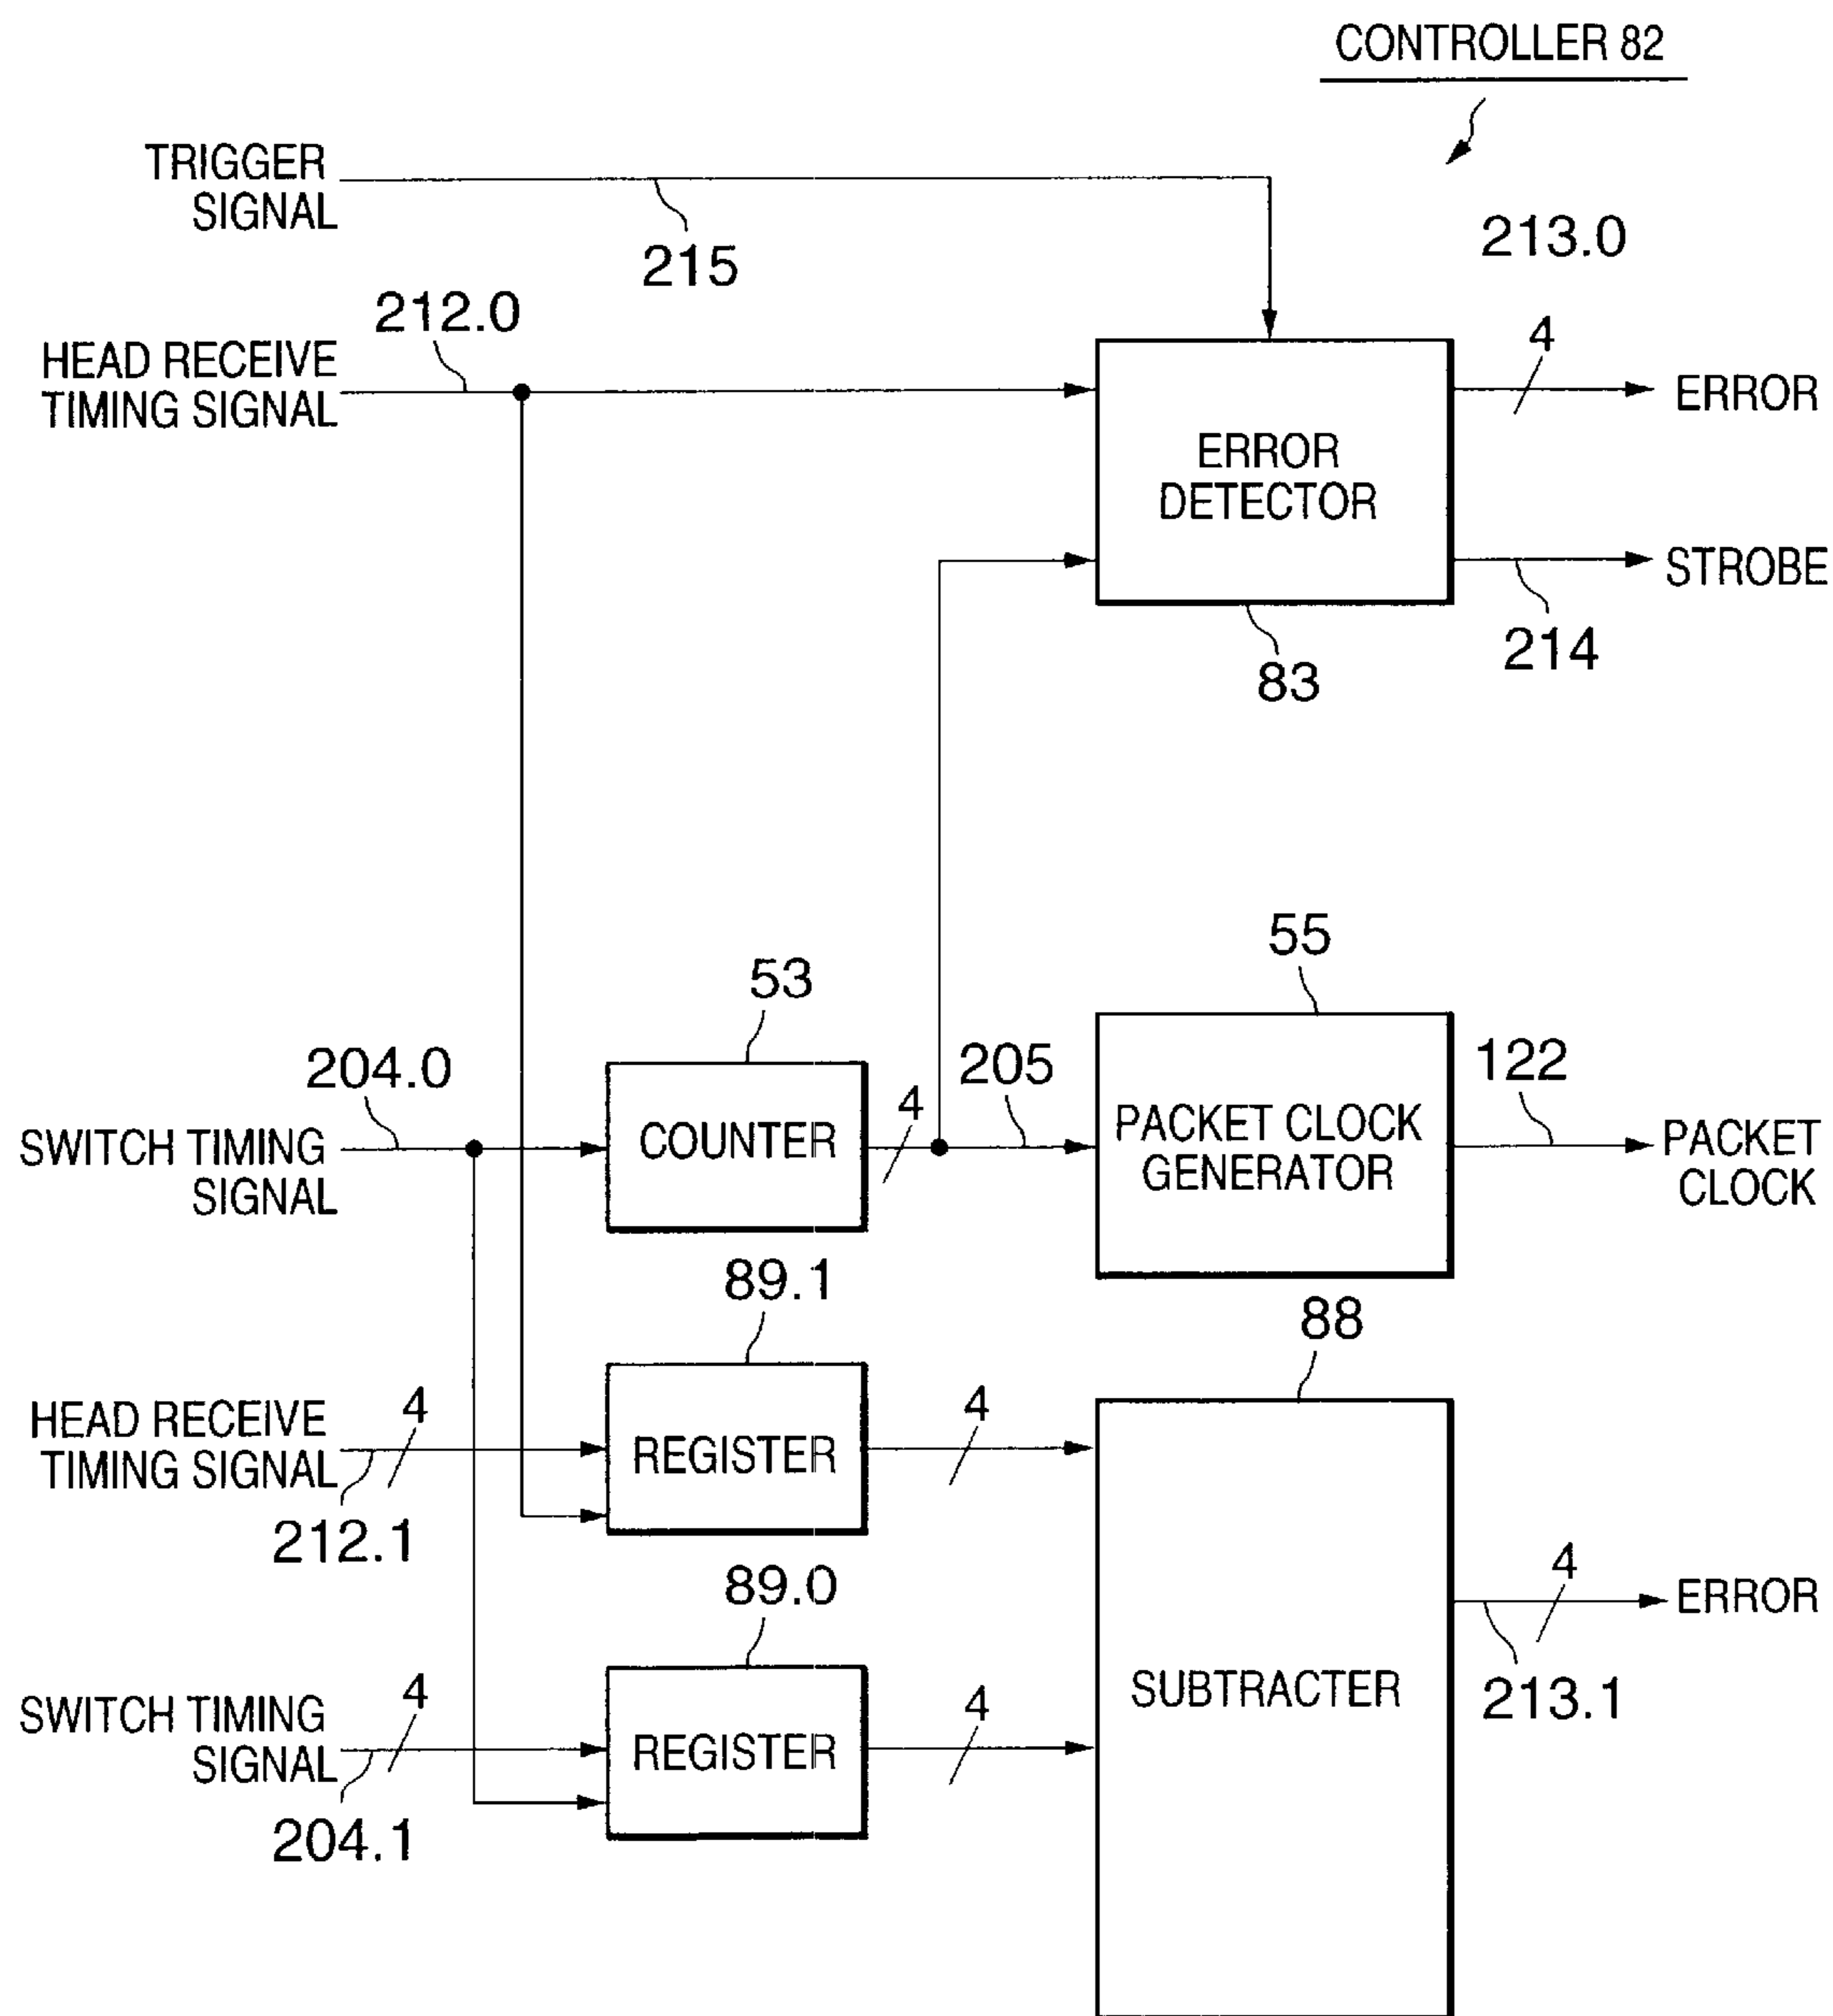 CONTROLLER 82
TRIGGER
SIGNAL
215
213.0
212.0
HEAD RECEIVE
TIMING SIGNAL
4
ERROR
ERROR
DETECTOR
STROBE
214
83
55
53
204.0
205
122
4
SWITCH TIMING
SIGNAL
COUNTER
PACKET CLOCK
GENERATOR
PACKET
CLOCK
89.1
88
HEAD RECEIVE
TIMING SIGNAL
4
REGISTER
4
212.1
89.0
4
ERROR
SWITCH TIMING
SIGNAL
4
REGISTER
4
SUBTRACTER
213.1
204.1